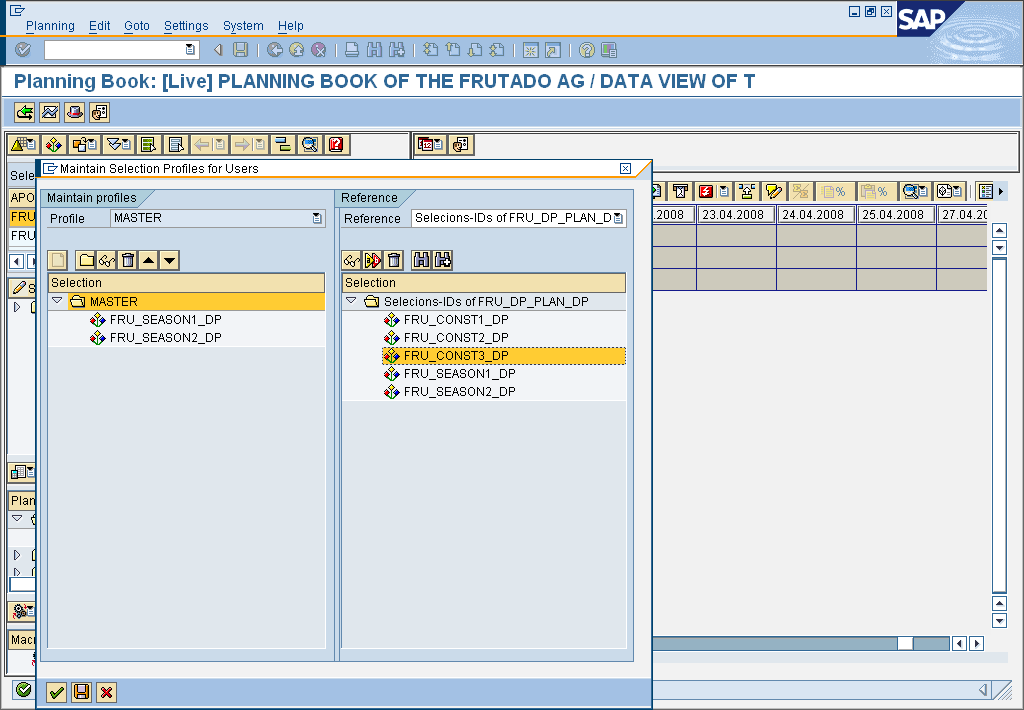 Planning Edit Goto Settings System Help
SAP
Planning Book: [Live] PLANNING BOOK OF THE FRUTADO AG / DATA VIEW OF T
Maintain Selection Profiles for Users
Sele
APO
FRU
FRU
S
Plan
Macr
Maintain profiles
Profile MASTER
Selection
MASTER
FRU_SEASON1_DP
FRU_SEASON2_DP
Reference
Reference Selecions-IDs of FRU_DP_PLAN_D
Selection
Selecions-IDs of FRU_DP_PLAN_DP
FRU_CONST1_DP
FRU_CONST2_DP
FRU_CONST3_DP
FRU_SEASON1_DP
FRU_SEASON2_DP
.2008 23.04.2008 24.04.2008 25.04.2008 27.04.20